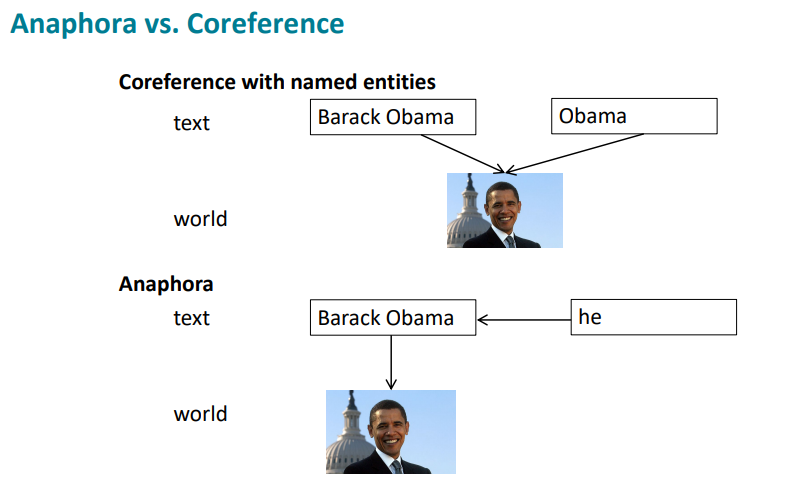 Anaphora vs. Coreference
Coreference with named entities
text
Barack Obama
Obama
world
Anaphora
text
Barack Obama
he
world